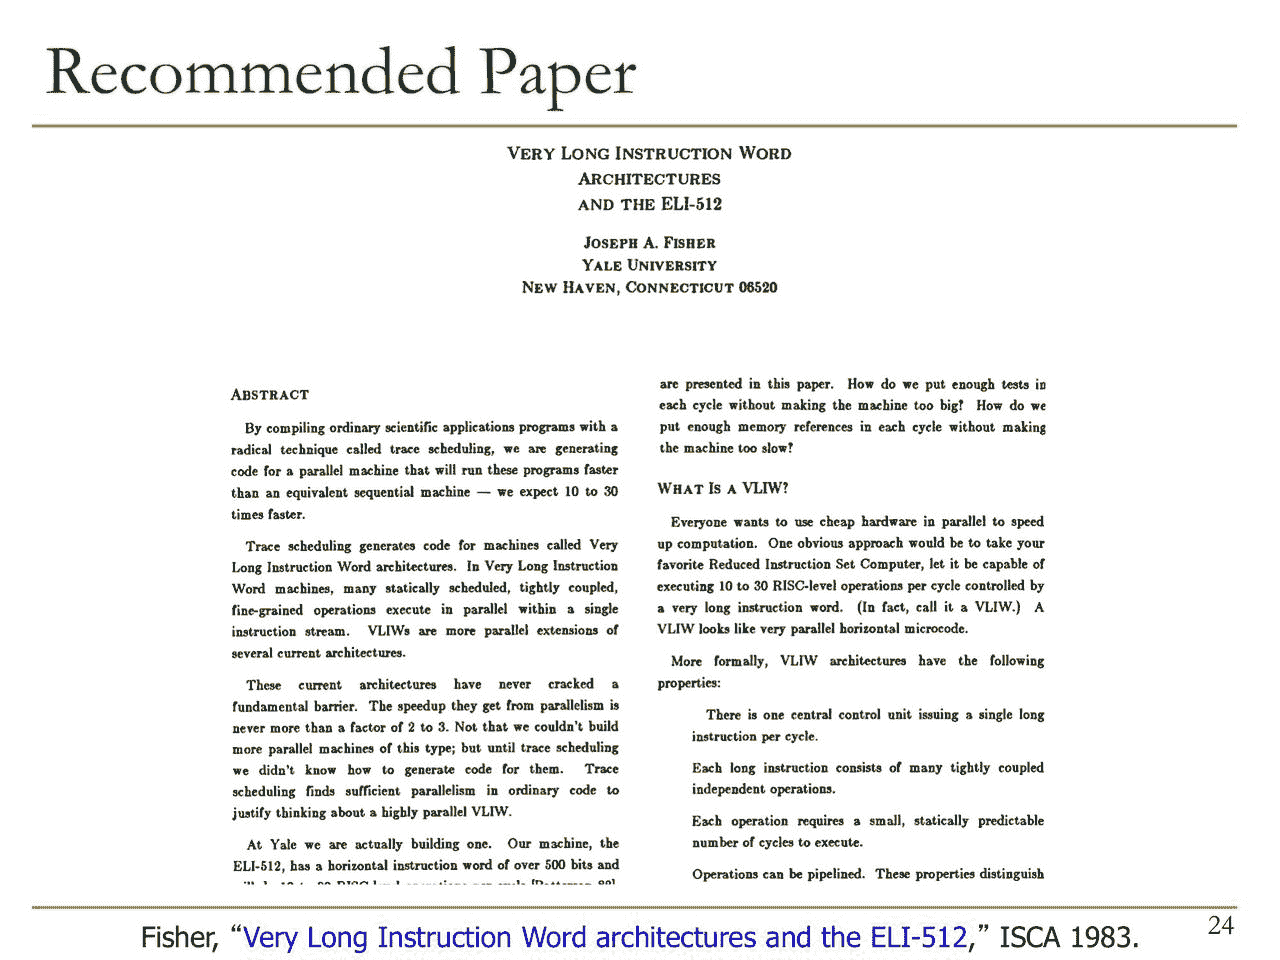 Recommended Paper
VERY LONG INSTRUCTION WORD
ARCHITECTURES
AND THE ELI-512
JOSEPH A. FISHER
YALE UNIVERSITY
NEW HAVEN, CONNECTICUT 06520
ABSTRACT
By compiling ordinary scientific applications programs with a
radical technique called trace scheduling, we are generating
code for a parallel machine that will run these programs faster
than an equivalent sequential machine — we expect 10 to 30
times faster.
Trace scheduling generates code for machines called Very
Long Instruction Word architectures. In Very Long Instruction
Word machines, many statically scheduled, tightly coupled,
fine-grained operations execute in parallel within a single
instruction stream. VLIWs are more parallel extensions of
several current architectures.
These current architectures have never cracked a
fundamental barrier. The speedup they get from parallelism is
never more than a factor of 2 to 3. Not that we couldn't build
more parallel machines of this type; but until trace scheduling
we didn't know how to generate code for them. Trace
scheduling finds sufficient parallelism in ordinary code to
justify thinking about a highly parallel VLIW.
At Yale we are actually building one. Our machine, the
ELI-512, has a horizontal instruction word of over 500 bits and
are presented in this paper. How do we put enough tests in
each cycle without making the machine too big? How do we
put enough memory references in each cycle without making
the machine too slow?
WHAT IS A VLIW?
Everyone wants to use cheap hardware in parallel to speed
up computation. One obvious approach would be to take your
favorite Reduced Instruction Set Computer, let it be capable of
executing 10 to 30 RISC-level operations per cycle controlled by
a very long instruction word. (In fact, call it a VLIW.) A
VLIW looks like very parallel horizontal microcode.
More formally, VLIW architectures have the following
properties:
There is one central control unit issuing a single long
instruction per cycle.
Each long instruction consists of many tightly coupled
independent operations.
Each operation requires a small, statically predictable
number of cycles to execute.
Operations can be pipelined. These properties distinguish
Fisher, “Very Long Instruction Word architectures and the ELI-512,” ISCA 1983.
24